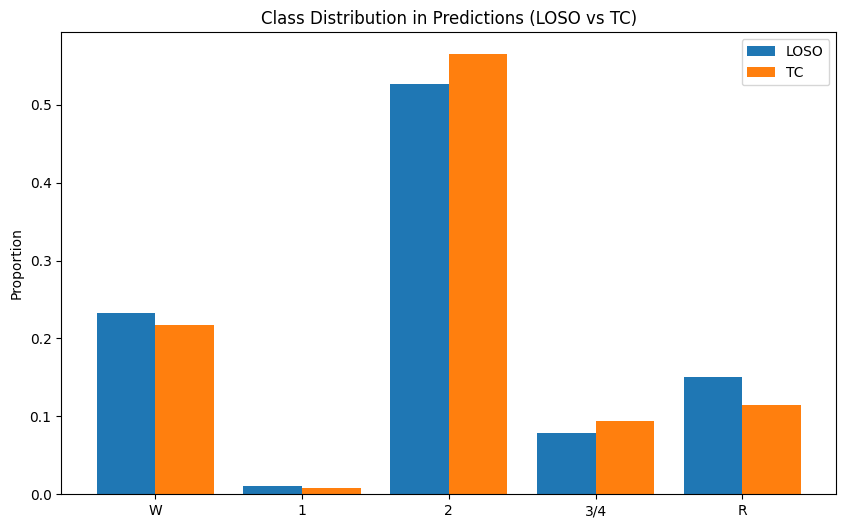 Class Distribution in Predictions (LOSO vs TC)
LOSO
TC
Proportion
0.5
0.4
0.3
0.2
0.1
0.0
W 1 2 3/4 R